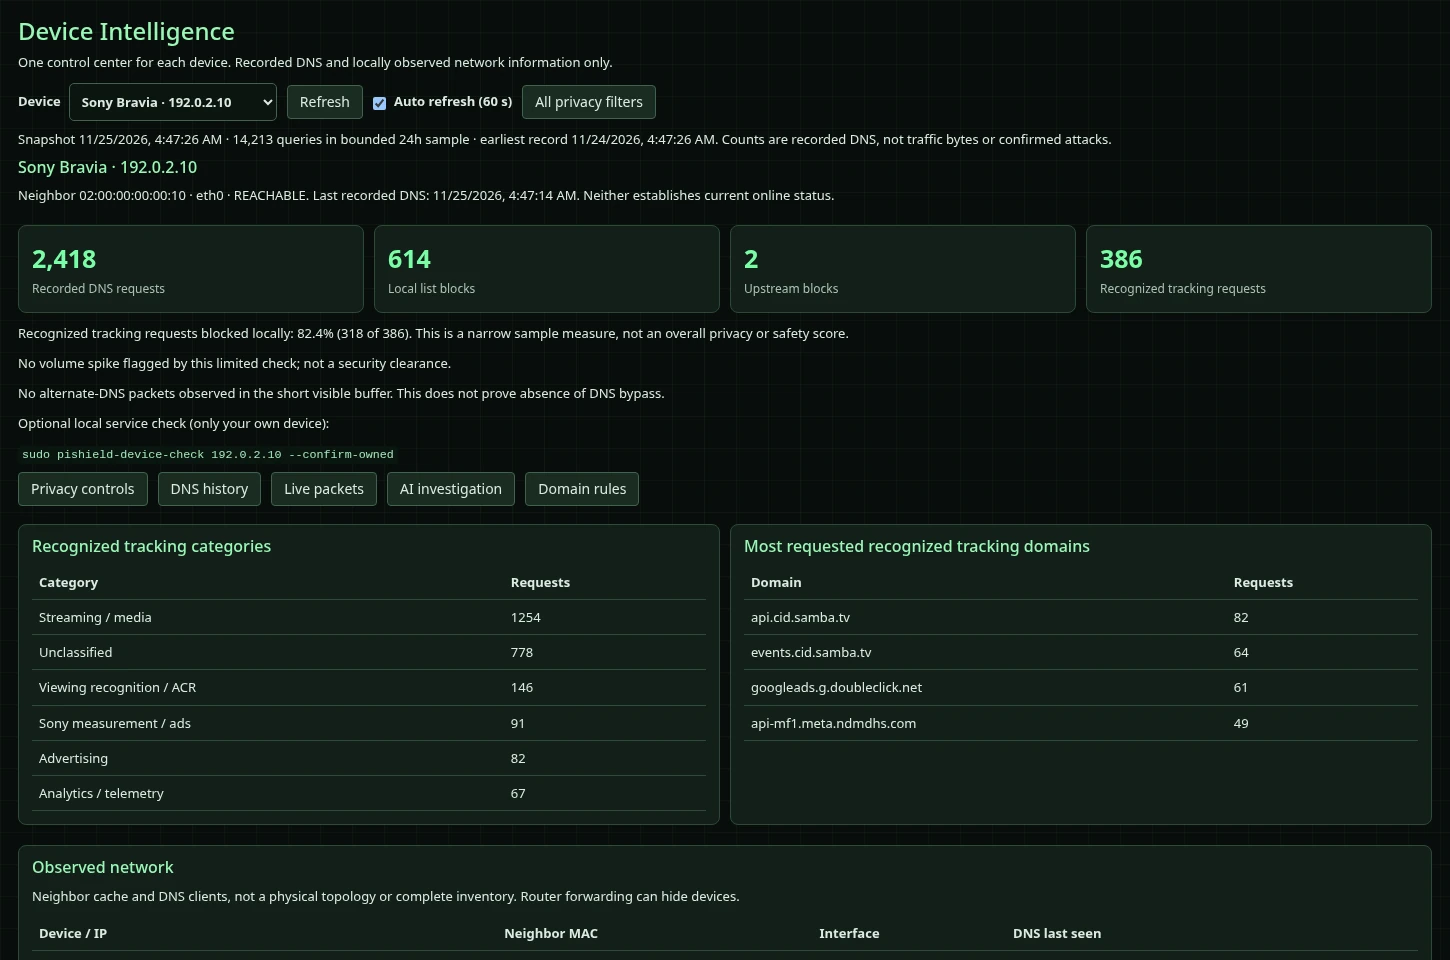 Device Intelligence
One control center for each device. Recorded DNS and locally observed network information only.
Device Sony Bravia · 192.0.2.10 Refresh Auto refresh (60 s) All privacy filters
Snapshot 11/25/2026, 4:47:26 AM · 14,213 queries in bounded 24h sample · earliest record 11/24/2026, 4:47:26 AM. Counts are recorded DNS, not traffic bytes or confirmed attacks.
Sony Bravia · 192.0.2.10
Neighbor 02:00:00:00:00:10 · eth0 · REACHABLE. Last recorded DNS: 11/25/2026, 4:47:14 AM. Neither establishes current online status.
2,418 614 2 386
Recorded DNS requests Local list blocks Upstream blocks Recognized tracking requests
Recognized tracking requests blocked locally: 82.4% (318 of 386). This is a narrow sample measure, not an overall privacy or safety score.
No volume spike flagged by this limited check; not a security clearance.
No alternate-DNS packets observed in the short visible buffer. This does not prove absence of DNS bypass.
Optional local service check (only your own device):
sudo pishield-device-check 192.0.2.10 --confirm-owned
Privacy controls DNS history Live packets AI investigation Domain rules
Recognized tracking categories
Category Requests
Streaming / media 1254
Unclassified 778
Viewing recognition / ACR 146
Sony measurement / ads 91
Advertising 82
Analytics / telemetry 67
Most requested recognized tracking domains
Domain Requests
api.cid.samba.tv 82
events.cid.samba.tv 64
googleads.g.doubleclick.net 61
api-mf1.meta.ndmdhs.com 49
Observed network
Neighbor cache and DNS clients, not a physical topology or complete inventory. Router forwarding can hide devices.
Device / IP Neighbor MAC Interface DNS last seen